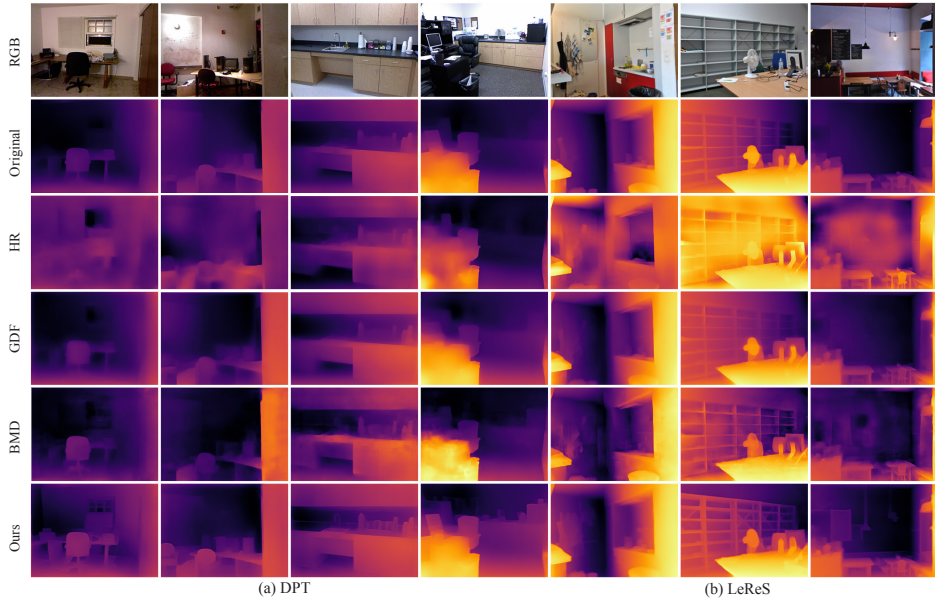 RGB
Original
HR
GDF
BMD
Ours
(a) DPT
(b) LeReS